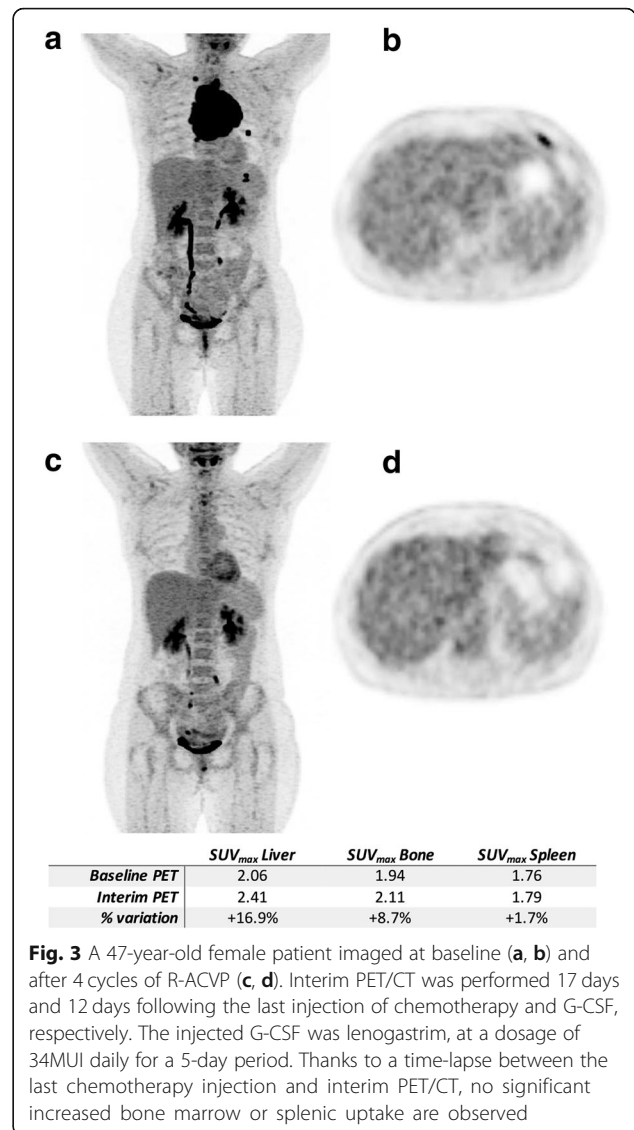 a
b
c
d
SUVmax Liver SUVmax Bone SUVmax Spleen
Baseline PET 2.06 1.94 1.76
Interim PET 2.41 2.11 1.79
% variation +16.9% +8.7% +1.7%
Fig. 3 A 47-year-old female patient imaged at baseline (a, b) and
after 4 cycles of R-ACVP (c, d). Interim PET/CT was performed 17 days
and 12 days following the last injection of chemotherapy and G-CSF,
respectively. The injected G-CSF was lenogastrim, at a dosage of
34MUI daily for a 5-day period. Thanks to a time-lapse between the
last chemotherapy injection and interim PET/CT, no significant
increased bone marrow or splenic uptake are observed